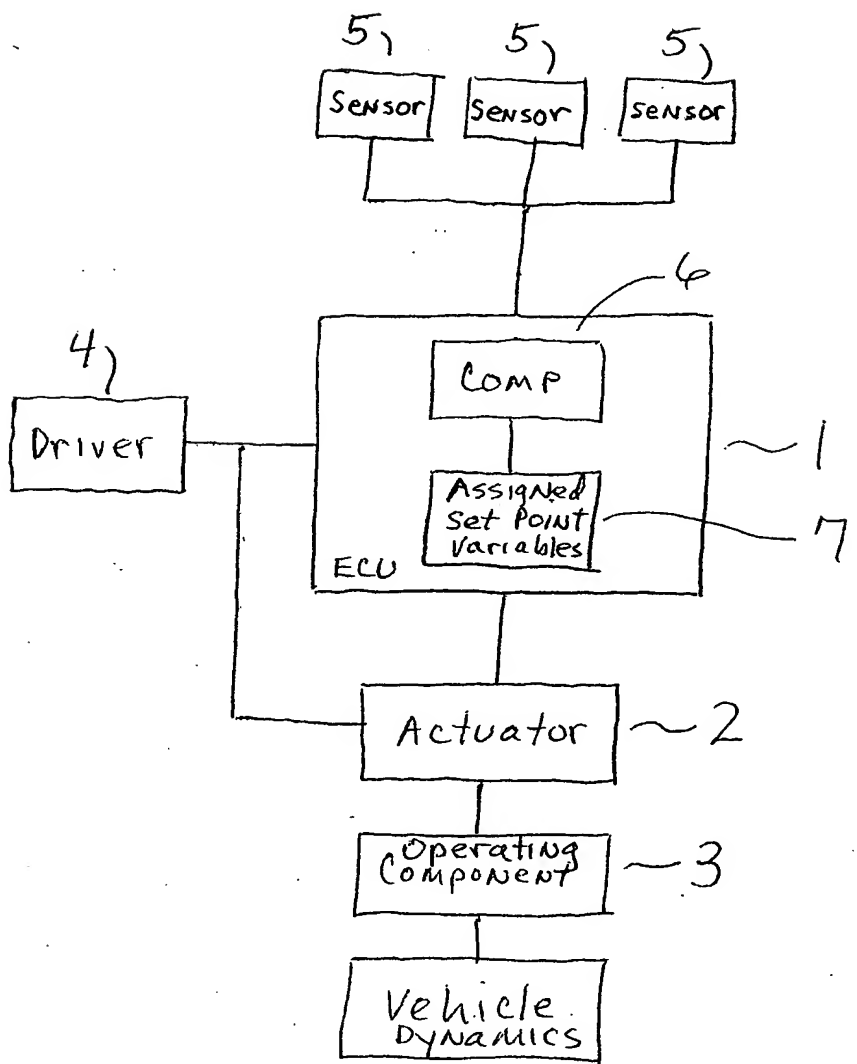 5 5 5
Sensor Sensor Sensor
6
Comp
4
Driver
1
Assigned
Set Point
Variables
7
ECU
Actuator
2
Operating
Component
3
Vehicle
Dynamics